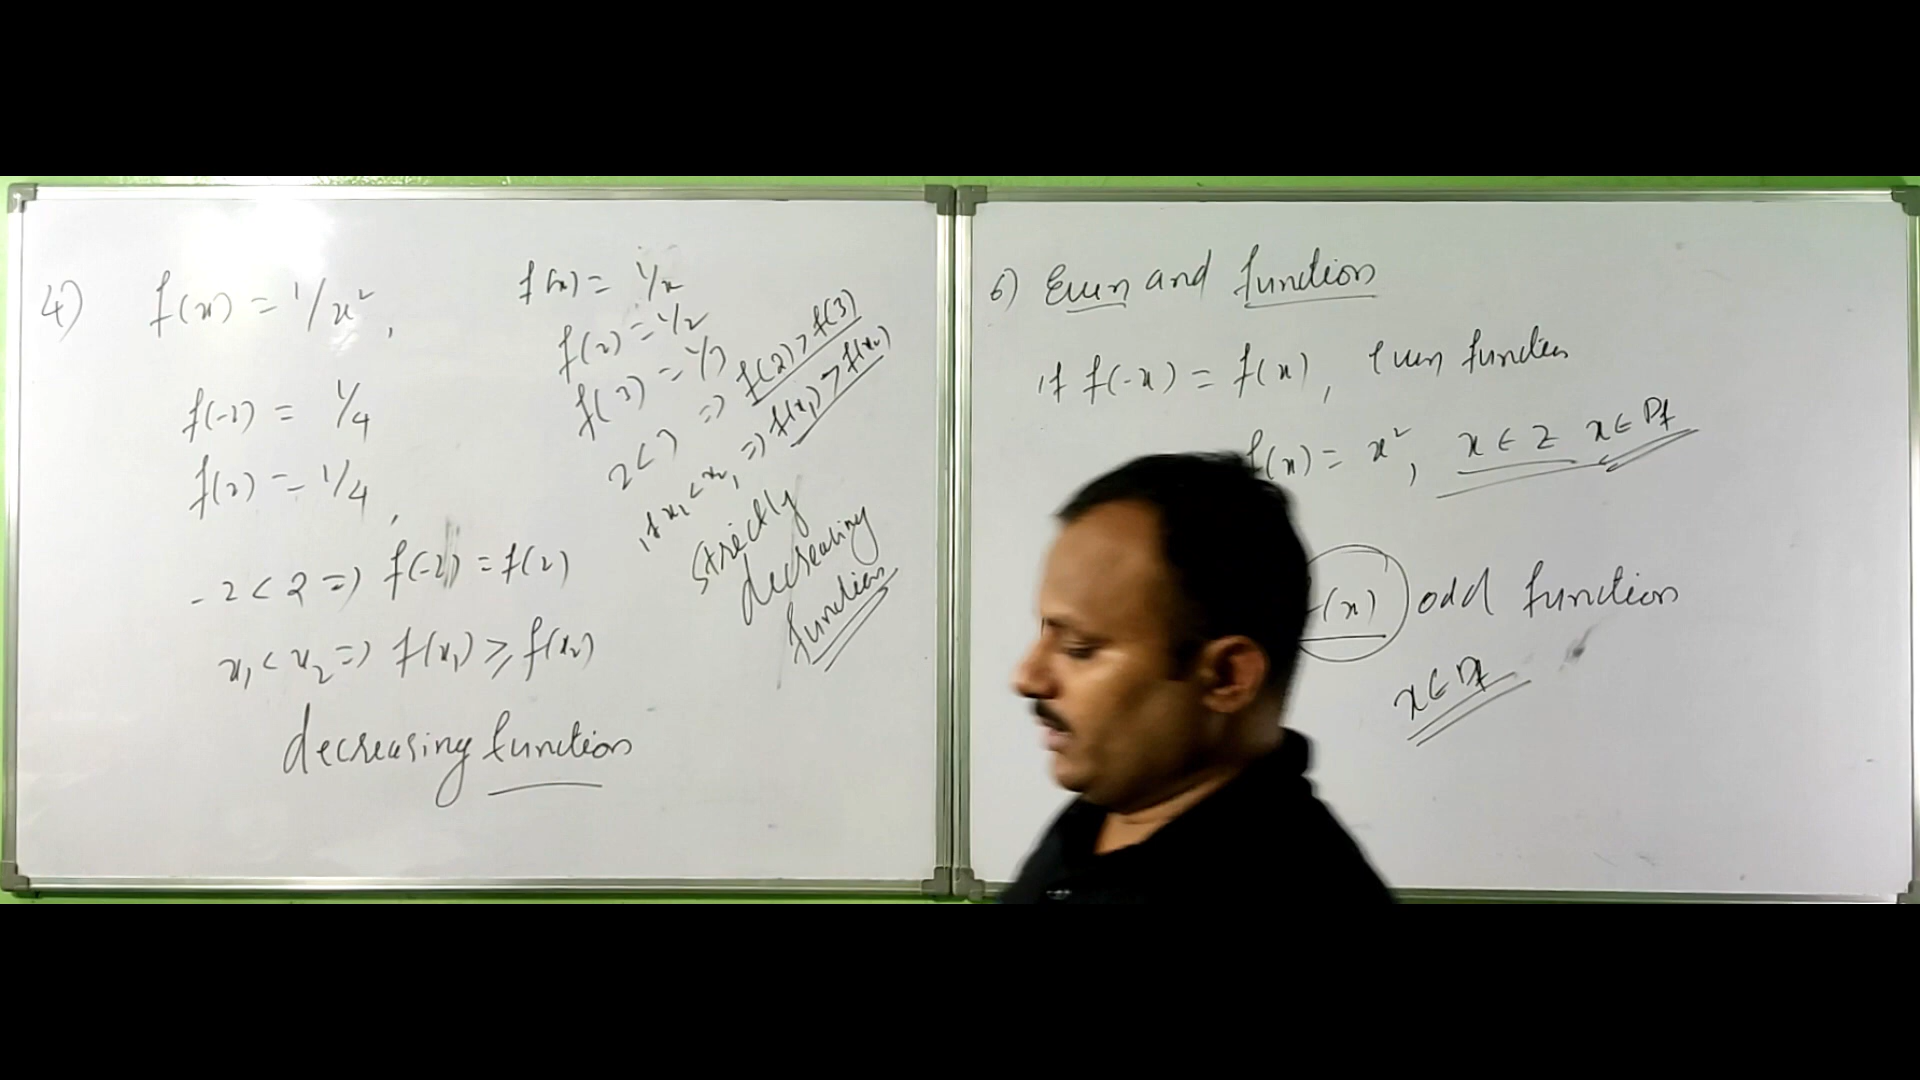 4) f(x) = 1/x²,
f(-2) = 1/4
f(2) = 1/4,
-2 < 2 => f(-2) = f(2)
x₁ < x₂ => f(x₁) ≥ f(x₂)
decreasing function
f(x) = 1/x
f(2) = 1/2
f(3) = 1/3
2 < 3 => f(2) > f(3)
if x₁ < x₂, => f(x₁) > f(x₂)
strictly
decreasing
function
6) Even and function
if f(-x) = f(x), Even function
f(x) = x², x ∈ Z x ∈ Df
(x) odd function
x ∈ Df